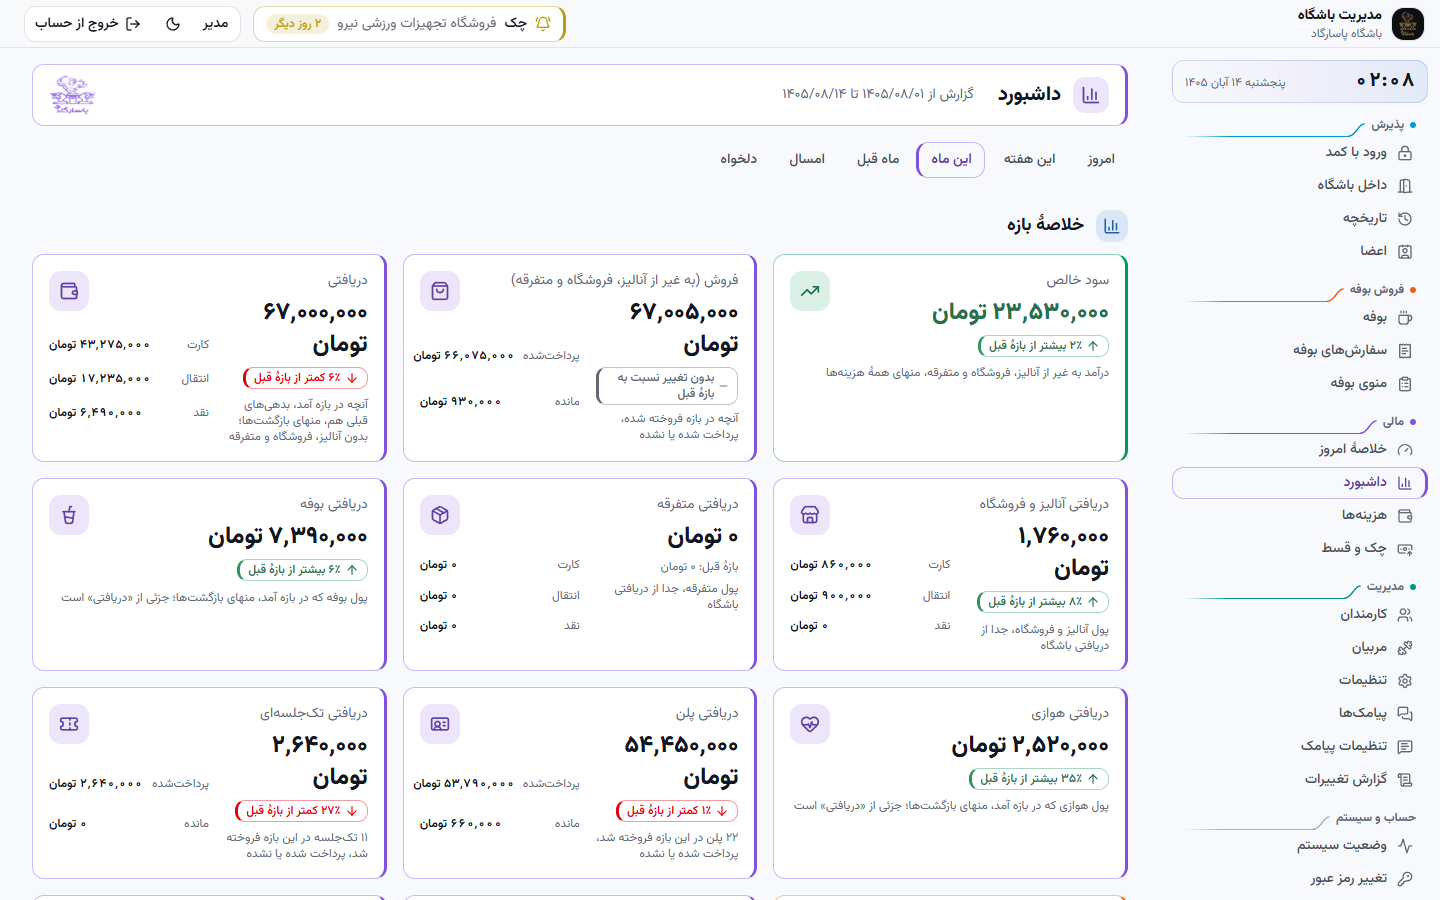 مدیریت باشگاه
باشگاه پاسارگاد
چک فروشگاه تجهیزات ورزشی نیرو ۲ روز دیگر
مدیر
خروج از حساب
۰۲:۰۸
پنجشنبه ۱۴ آبان ۱۴۰۵
پذیرش
ورود با کمد
داخل باشگاه
تاریخچه
اعضا
فروش بوفه
بوفه
سفارش‌های بوفه
منوی بوفه
مالی
خلاصهٔ امروز
داشبورد
هزینه‌ها
چک و قسط
مدیریت
کارمندان
مربیان
تنظیمات
پیامک‌ها
تنظیمات پیامک
گزارش تغییرات
حساب و سیستم
وضعیت سیستم
تغییر رمز عبور
داشبورد
گزارش از ۱۴۰۵/۰۸/۰۱ تا ۱۴۰۵/۰۸/۱۴
پاسارگاد
امروز
این هفته
این ماه
ماه قبل
امسال
دلخواه
خلاصهٔ بازه
سود خالص
۲۳,۵۳۰,۰۰۰ تومان
↑ ۲٪ بیشتر از بازهٔ قبل
درآمد به غیر از آنالیز، فروشگاه و متفرقه، منهای همهٔ هزینه‌ها
فروش (به غیر از آنالیز، فروشگاه و متفرقه)
۶۷,۰۰۵,۰۰۰
تومان
— بدون تغییر نسبت به
بازهٔ قبل
آنچه در بازه فروخته شده،
پرداخت شده یا نشده
پرداخت‌شده ۶۶,۰۷۵,۰۰۰ تومان
مانده ۹۳۰,۰۰۰ تومان
دریافتی
۶۷,۰۰۰,۰۰۰
تومان
↓ ۶٪ کمتر از بازهٔ قبل
آنچه در بازه آمد، بدهی‌های
قبلی هم، منهای بازگشت‌ها؛
بدون آنالیز، فروشگاه و متفرقه
کارت ۴۳,۲۷۵,۰۰۰ تومان
انتقال ۱۷,۲۳۵,۰۰۰ تومان
نقد ۶,۴۹۰,۰۰۰ تومان
دریافتی آنالیز و فروشگاه
۱,۷۶۰,۰۰۰
تومان
↑ ۸٪ بیشتر از بازهٔ قبل
پول آنالیز و فروشگاه، جدا از
دریافتی باشگاه
کارت ۸۶۰,۰۰۰ تومان
انتقال ۹۰۰,۰۰۰ تومان
نقد ۰ تومان
دریافتی متفرقه
۰ تومان
بازهٔ قبل: ۰ تومان
پول متفرقه، جدا از دریافتی
باشگاه
کارت ۰ تومان
انتقال ۰ تومان
نقد ۰ تومان
دریافتی بوفه
۷,۳۹۰,۰۰۰ تومان
↑ ۶٪ بیشتر از بازهٔ قبل
پول بوفه که در بازه آمد، منهای بازگشت‌ها؛ جزئی از «دریافتی» است
دریافتی هوازی
۲,۵۲۰,۰۰۰ تومان
↑ ۳۵٪ بیشتر از بازهٔ قبل
پول هوازی که در بازه آمد، منهای بازگشت‌ها؛ جزئی از «دریافتی» است
دریافتی پلن
۵۴,۴۵۰,۰۰۰
تومان
↓ ۱٪ کمتر از بازهٔ قبل
۲۲ پلن در این بازه فروخته شد،
پرداخت شده یا نشده
پرداخت‌شده ۵۳,۷۹۰,۰۰۰ تومان
مانده ۶۶۰,۰۰۰ تومان
دریافتی تک‌جلسه‌ای
۲,۶۴۰,۰۰۰
تومان
↓ ۲۷٪ کمتر از بازهٔ قبل
۱۱ تک‌جلسه در این بازه فروخته
شد، پرداخت شده یا نشده
پرداخت‌شده ۲,۶۴۰,۰۰۰ تومان
مانده ۰ تومان